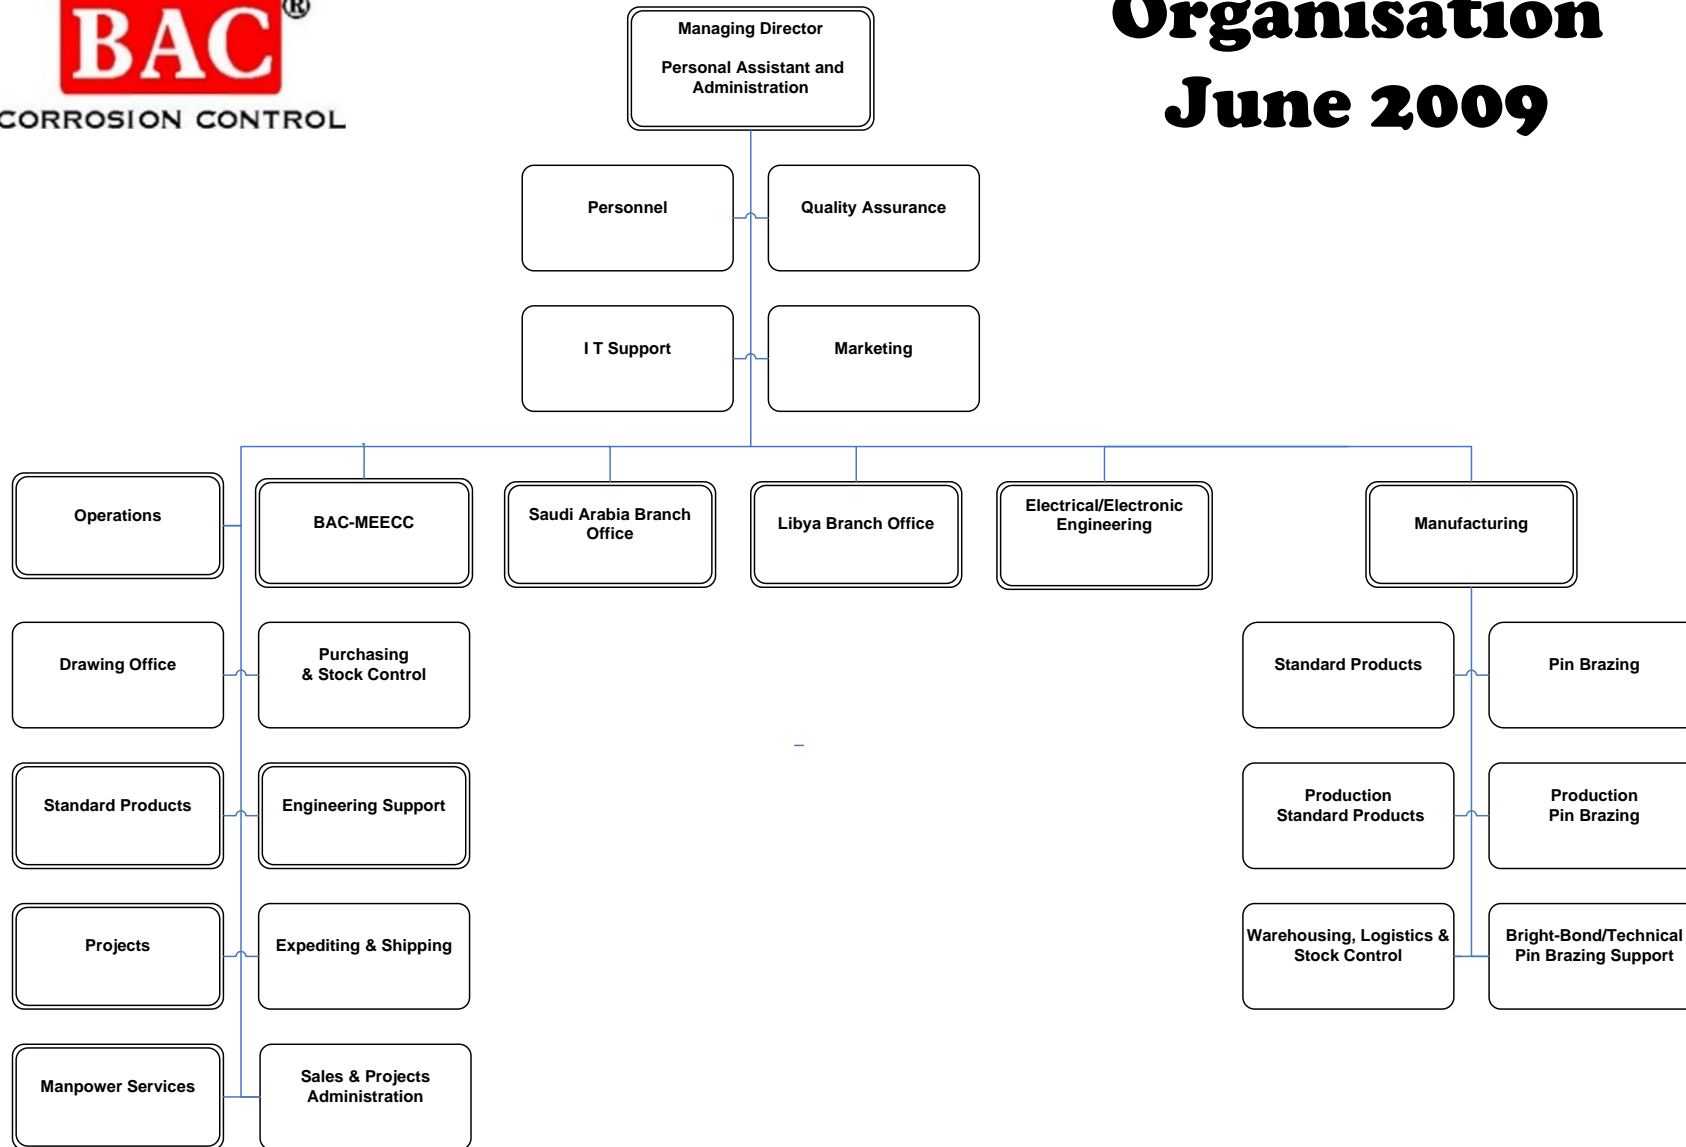 BAC®
CORROSION CONTROL
Organisation
June 2009
Managing Director
Personal Assistant and
Administration
Personnel
Quality Assurance
I T Support
Marketing
Operations
BAC-MEECC
Saudi Arabia Branch
Office
Libya Branch Office
Electrical/Electronic
Engineering
Manufacturing
Drawing Office
Purchasing
& Stock Control
Standard Products
Pin Brazing
Standard Products
Engineering Support
Production
Standard Products
Production
Pin Brazing
Projects
Expediting & Shipping
Warehousing, Logistics &
Stock Control
Bright-Bond/Technical
Pin Brazing Support
Manpower Services
Sales & Projects
Administration